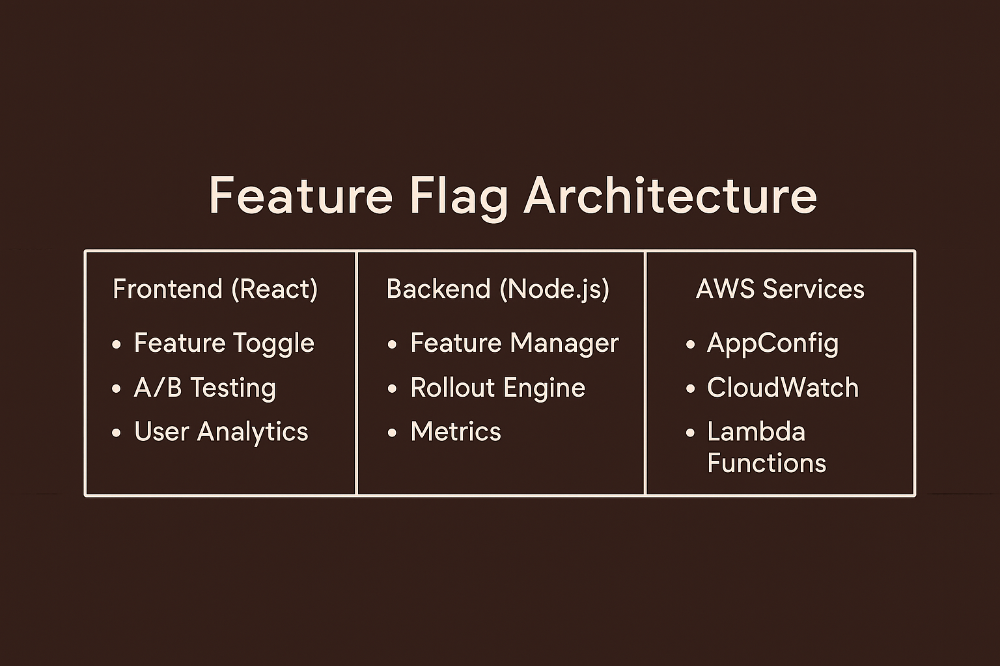 Feature Flag Architecture
Frontend (React)
• Feature Toggle
• A/B Testing
• User Analytics
Backend (Node.js)
• Feature Manager
• Rollout Engine
• Metrics
AWS Services
• AppConfig
• CloudWatch
• Lambda
Functions